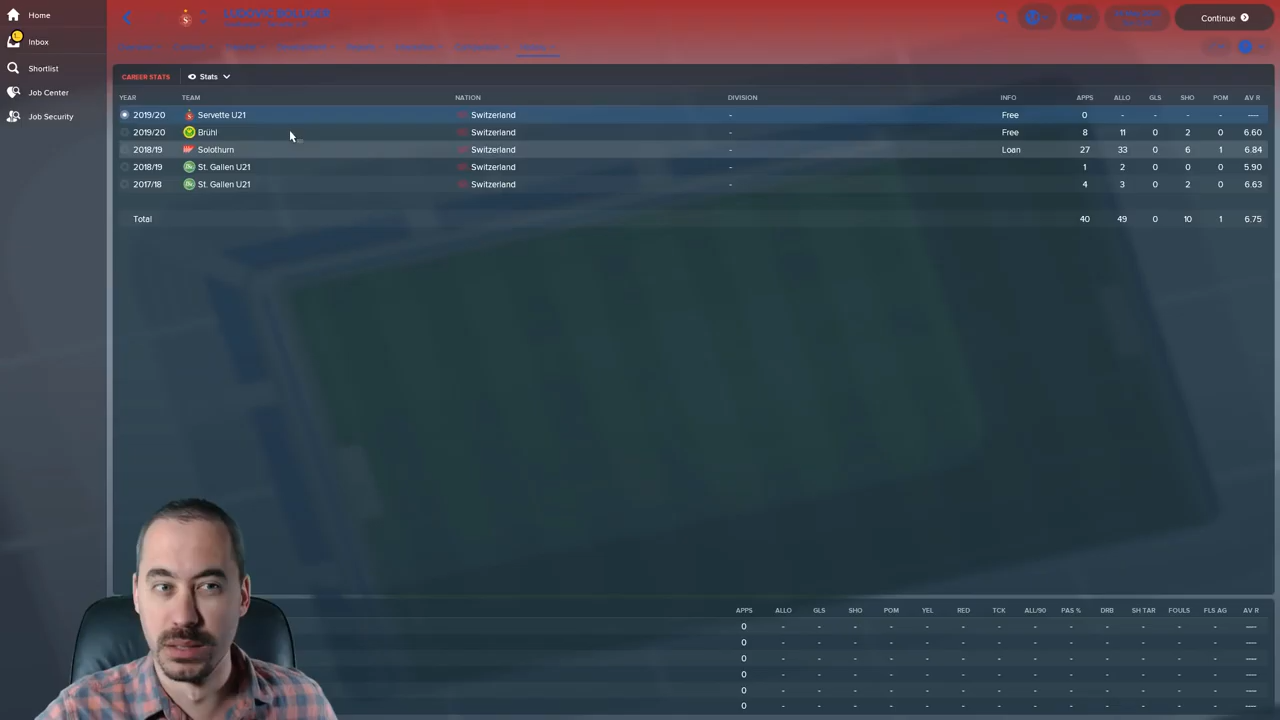 Home
LUDOVIC BOLLIGER
Continue
Inbox
Shortlist
CAREER STATS Stats
Job Center
YEAR TEAM NATION DIVISION INFO APPS ALLO GLS SHO POM AV R
Job Security
2019/20 Servette U21 Switzerland - Free 0 - - - - ----
2019/20 Brühl Switzerland - Free 8 11 0 2 0 6.60
2018/19 Solothurn Switzerland - Loan 27 33 0 6 1 6.84
2018/19 St. Gallen U21 Switzerland - 1 2 0 0 0 5.90
2017/18 St. Gallen U21 Switzerland - 4 3 0 2 0 6.63
Total 40 49 0 10 1 6.75
APPS ALLO GLS SHO POM YEL RED TCK ALL/90 PAS % DRB SH TAR FOULS FLS AG AV R
0 - - - - - - - - - - - - - ----
0 - - - - - - - - - - - - - ----
0 - - - - - - - - - - - - - ----
0 - - - - - - - - - - - - - ----
0 - - - - - - - - - - - - - ----
0 - - - - - - - - - - - - - ----